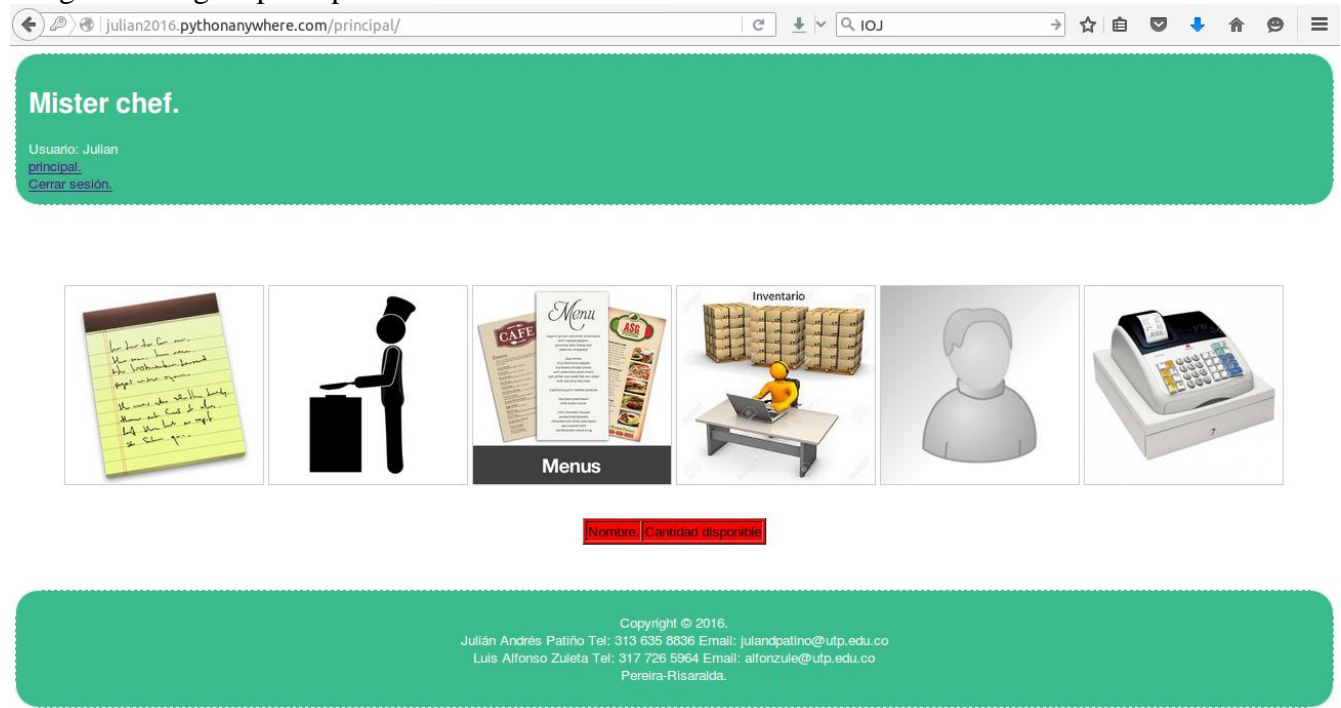 julian2016.pythonanywhere.com/principal/
IOJ
Mister chef.
Usuario: Julian
principal.
Cerrar sesión.
CAFE
Menu
ASG
Menus
Inventario
Nombre Cantidad disponible
Copyright © 2016.
Julián Andrés Patiño Tel: 313 635 8836 Email: julandpatino@utp.edu.co
Luis Alfonso Zuleta Tel: 317 726 5964 Email: alfonzule@utp.edu.co
Pereira-Risaralda.